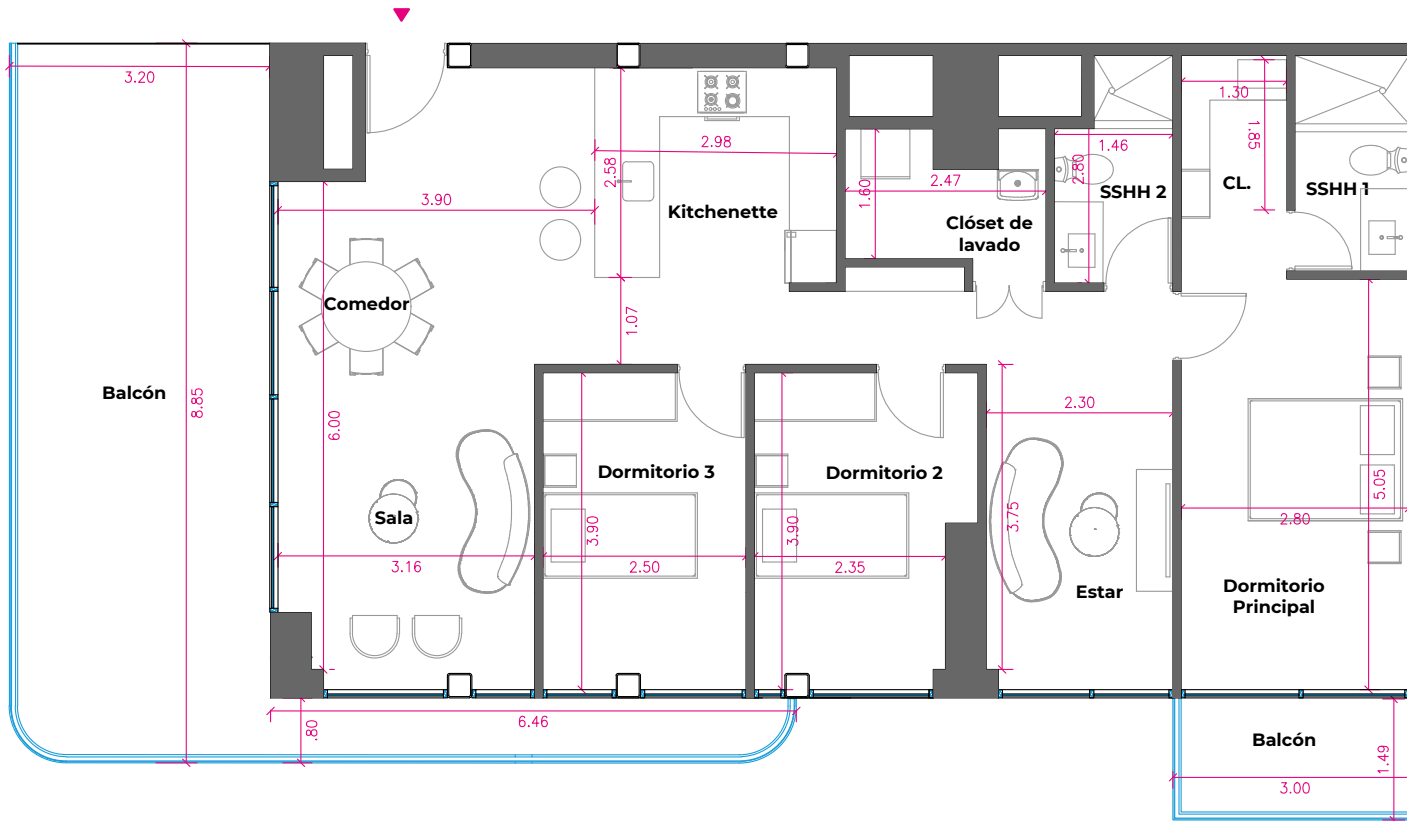 3.20
1.30
1.85
2.98
2.58
1.46
2.80
1.60
2.47
CL.
SSHH 1
SSHH 2
3.90
Kitchenette
Clóset de
lavado
Comedor
1.07
Balcón
8.85
6.00
2.30
Dormitorio 3
Dormitorio 2
5.05
Sala
3.90
3.90
3.75
2.80
3.16
2.50
2.35
Estar
Dormitorio
Principal
6.46
.80
Balcón
1.49
3.00